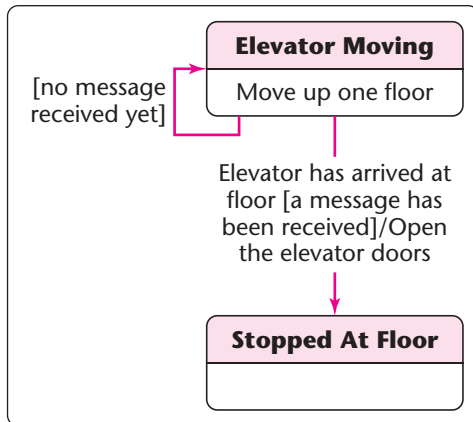 Elevator Moving
Move up one floor
[no message
received yet]
Elevator has arrived at
floor [a message has
been received]/Open
the elevator doors
Stopped At Floor